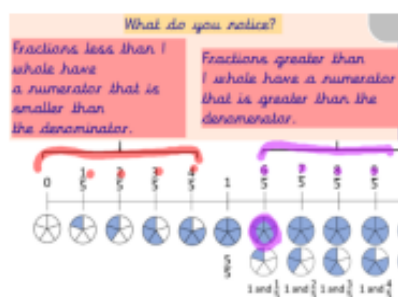 What do you notice?
Fractions less than 1
whole have
a numerator that is
smaller than
the denominator.
Fractions greater than
1 whole have a numerator
that is greater than the
denomenator.
0 1/5 2/5 3/5 4/5 1 6/5 7/5 8/5 9/5
5/5
1 and 1/5 1 and 2/5 1 and 3/5 1 and 4/5